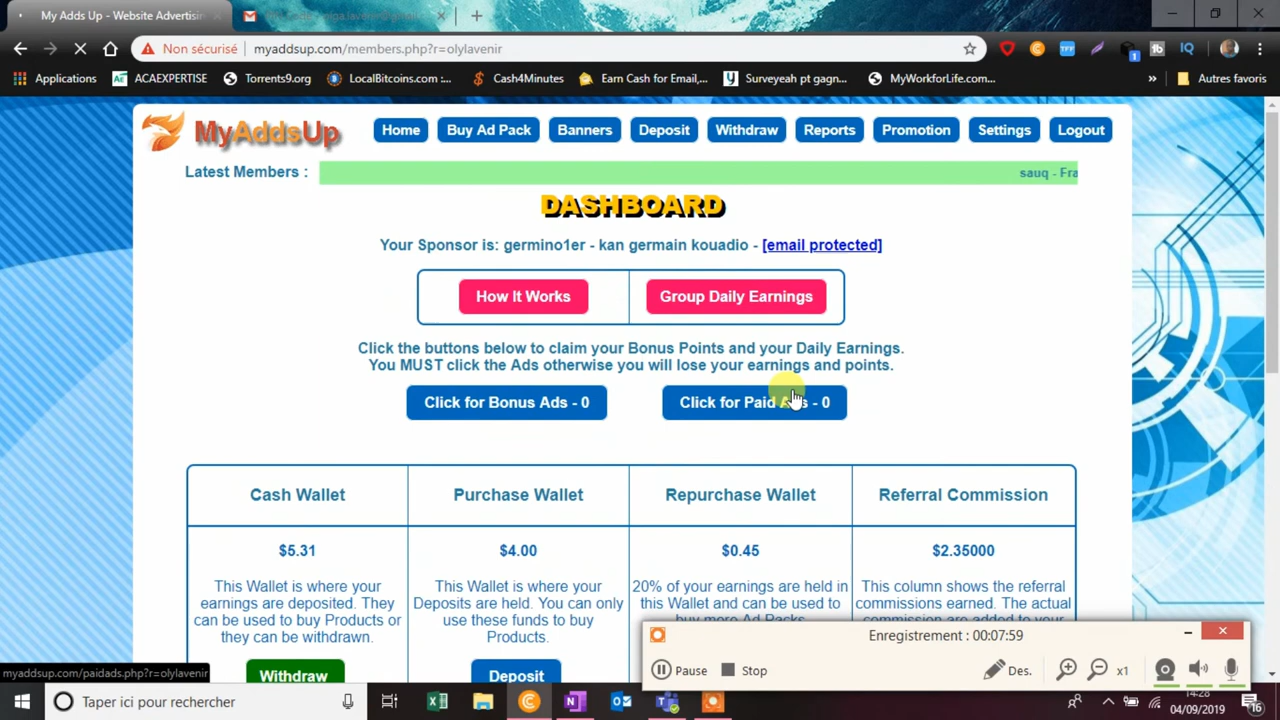 My Adds Up - Website Advertisin
Non sécurisé
myaddsup.com/members.php?r=olylavenir
Applications
ACAEXPERTISE
Torrents9.org
LocalBitcoins.com :...
Cash4Minutes
Earn Cash for Email,...
Surveyeah pt gagn...
MyWorkforLife.com...
»
Autres favoris
MyAddsUp
Home
Buy Ad Pack
Banners
Deposit
Withdraw
Reports
Promotion
Settings
Logout
Latest Members :
sauq - Fra
DASHBOARD
Your Sponsor is: germino1er - kan germain kouadio - [email protected]
How It Works
Group Daily Earnings
Click the buttons below to claim your Bonus Points and your Daily Earnings.
You MUST click the Ads otherwise you will lose your earnings and points.
Click for Bonus Ads - 0
Click for Paid Ads - 0
Cash Wallet
Purchase Wallet
Repurchase Wallet
Referral Commission
$5.31
$4.00
$0.45
$2.35000
This Wallet is where your
earnings are deposited. They
can be used to buy Products or
they can be withdrawn.
This Wallet is where your
Deposits are held. You can only
use these funds to buy
Products.
20% of your earnings are held in
this Wallet and can be used to
buy more Ad Packs.
This column shows the referral
commissions earned. The actual
commission are added to your
Withdraw
Deposit
Enregistrement : 00:07:59
Pause
Stop
Des.
x1
myaddsup.com/paidads.php?r=olylavenir
Taper ici pour rechercher
14:28
04/09/2019
16